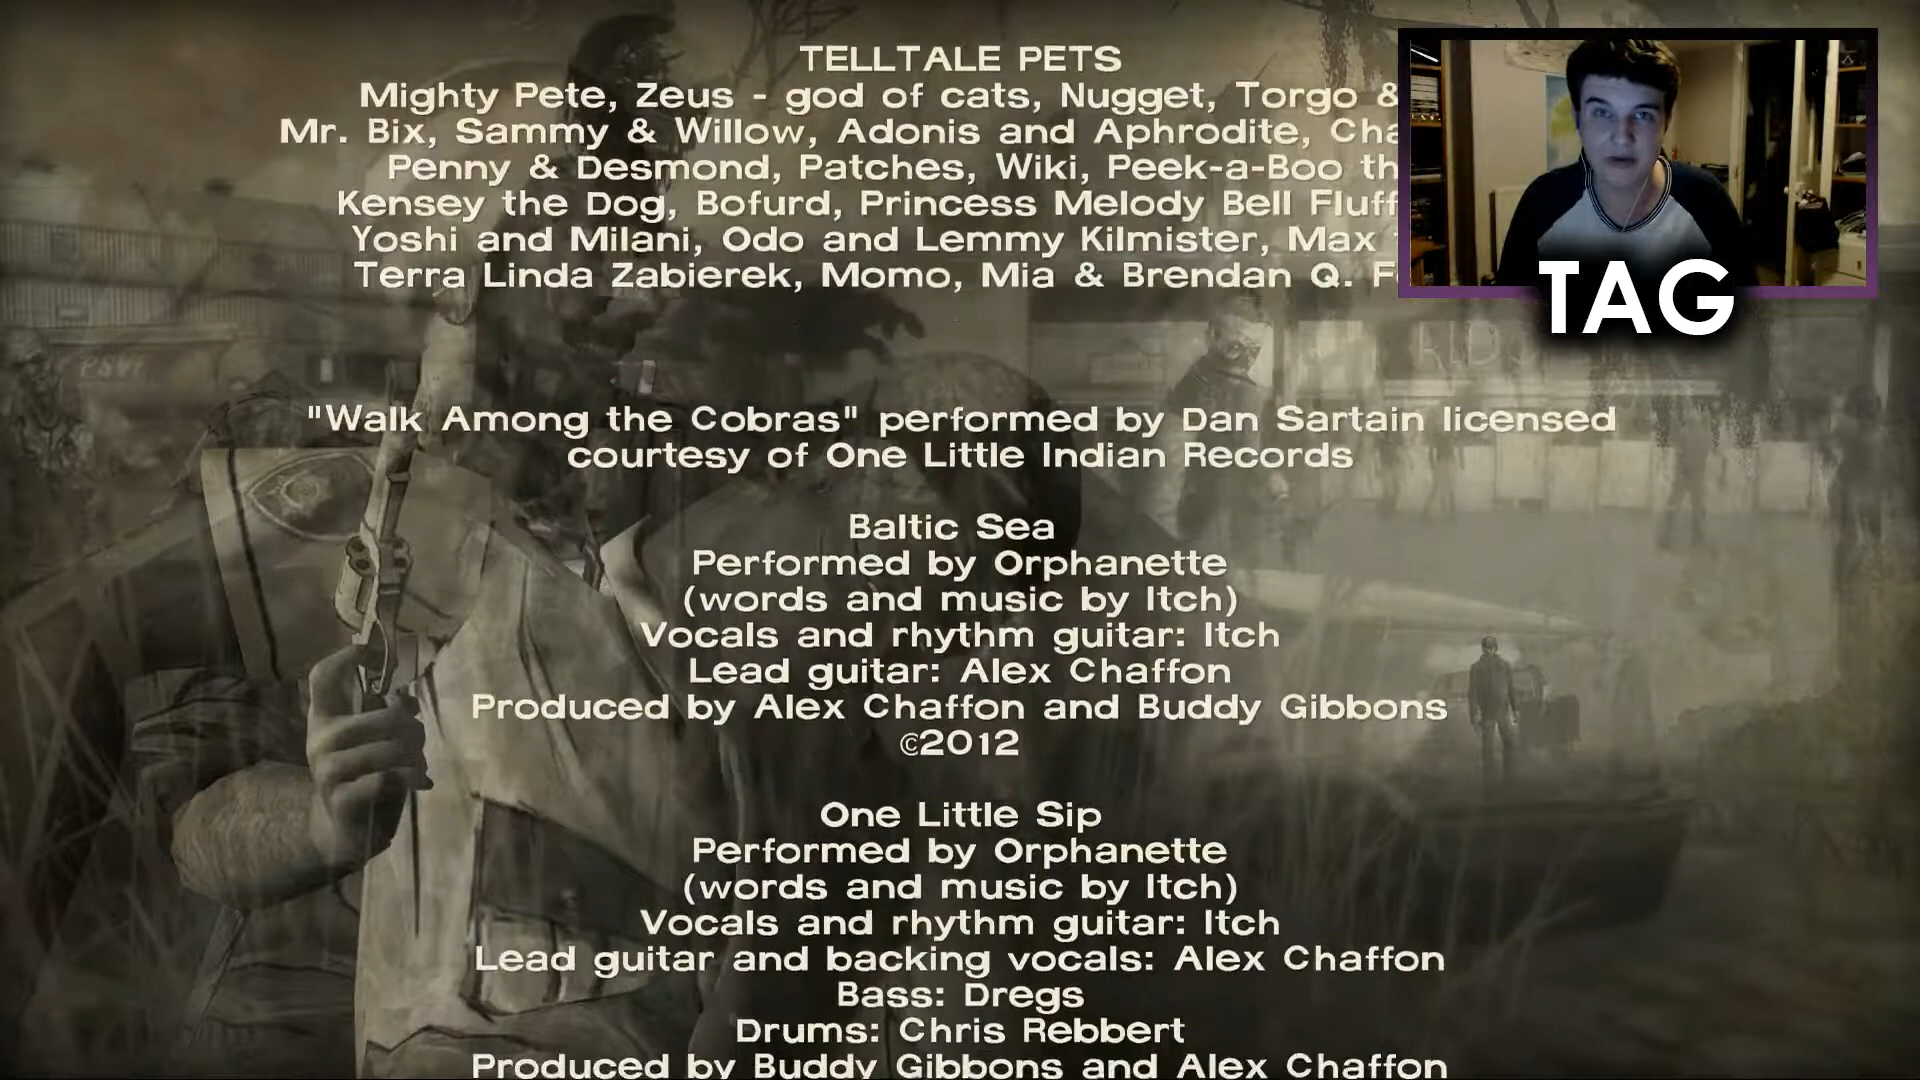 TELLTALE PETS
Mighty Pete, Zeus - god of cats, Nugget, Torgo &
Mr. Bix, Sammy & Willow, Adonis and Aphrodite, Cha
Penny & Desmond, Patches, Wiki, Peek-a-Boo th
Kensey the Dog, Bofurd, Princess Melody Bell Fluff
Yoshi and Milani, Odo and Lemmy Kilmister, Max
Terra Linda Zabierek, Momo, Mia & Brendan Q. F
TAG
"Walk Among the Cobras" performed by Dan Sartain licensed
courtesy of One Little Indian Records
Baltic Sea
Performed by Orphanette
(words and music by Itch)
Vocals and rhythm guitar: Itch
Lead guitar: Alex Chaffon
Produced by Alex Chaffon and Buddy Gibbons
©2012
One Little Sip
Performed by Orphanette
(words and music by Itch)
Vocals and rhythm guitar: Itch
Lead guitar and backing vocals: Alex Chaffon
Bass: Dregs
Drums: Chris Rebbert
Produced by Buddy Gibbons and Alex Chaffon